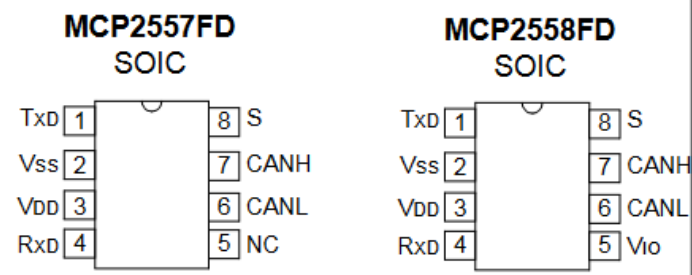 MCP2557FD
SOIC
TXD 1 8 S
VSS 2 7 CANH
VDD 3 6 CANL
RXD 4 5 NC
MCP2558FD
SOIC
TXD 1 8 S
VSS 2 7 CANH
VDD 3 6 CANL
RXD 4 5 VIO